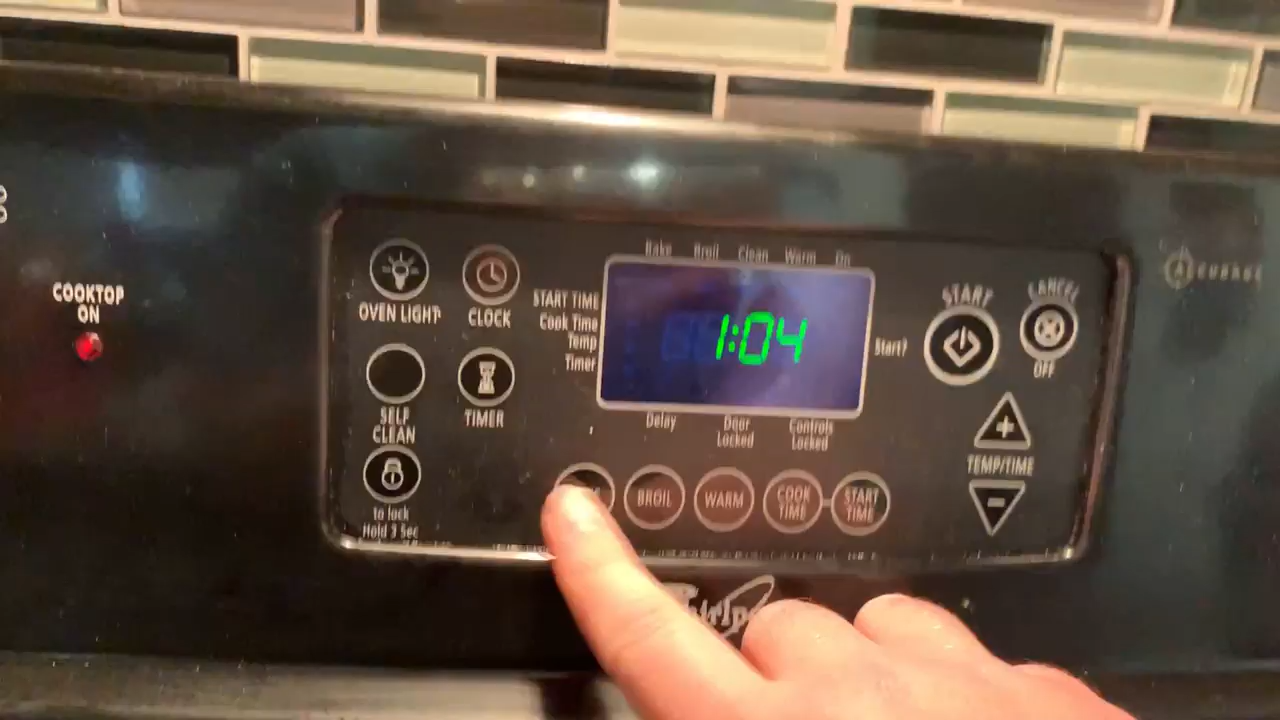 COOKTOP
ON
OVEN LIGHT
CLOCK
SELF
CLEAN
TIMER
to lock
Hold 3 Sec
Bake Broil Clean Warm On
START TIME
Cook Time
Temp
Timer
1:04
Start?
Delay
Door
Locked
Controls
Locked
BROIL
WARM
COOK
TIME
START
TIME
START
CANCEL
OFF
TEMP/TIME